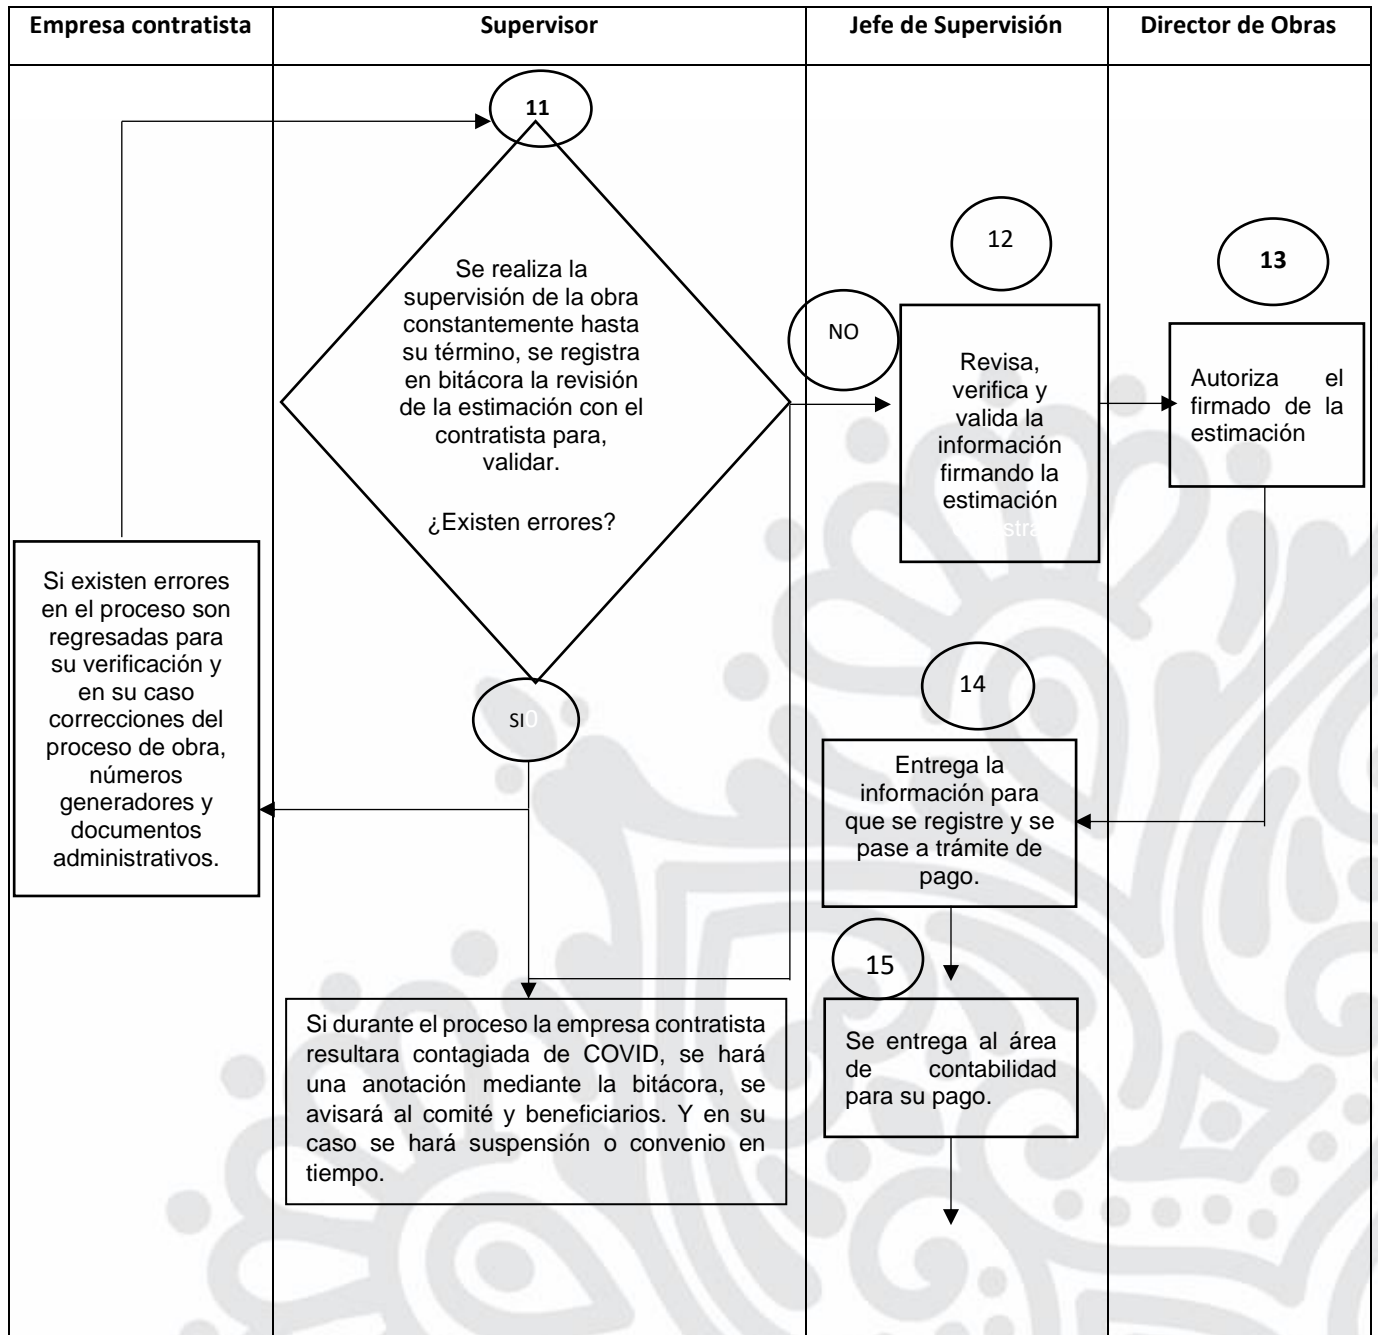 Empresa contratista
Supervisor
Jefe de Supervisión
Director de Obras
11
Se realiza la
supervisión de la obra
constantemente hasta
su término, se registra
en bitácora la revisión
de la estimación con el
contratista para,
validar.
¿Existen errores?
NO
12
Revisa,
verifica y
valida la
información
firmando la
estimación
13
Autoriza el
firmado de la
estimación
Si existen errores
en el proceso son
regresadas para
su verificación y
en su caso
correcciones del
proceso de obra,
números
generadores y
documentos
administrativos.
SI0
14
Entrega la
información para
que se registre y se
pase a trámite de
pago.
15
Se entrega al área
de contabilidad
para su pago.
Si durante el proceso la empresa contratista
resultara contagiada de COVID, se hará
una anotación mediante la bitácora, se
avisará al comité y beneficiarios. Y en su
caso se hará suspensión o convenio en
tiempo.